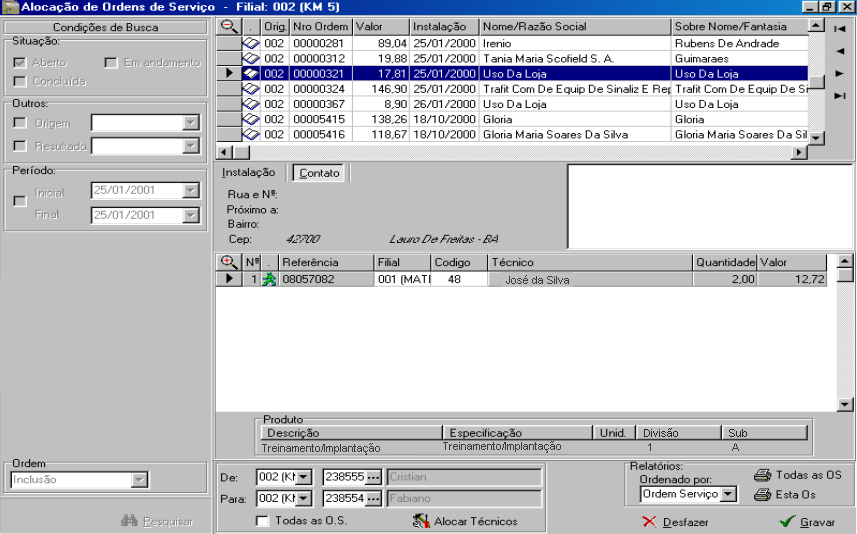 Alocação de Ordens de Serviço - Filial: 002 (KM 5)
Condições de Busca
Situação:
Aberto Em andamento
Concluída
Outros:
Origem
Resultado
Período:
Inicial 25/01/2001
Final 25/01/2001
Ordem
Inclusão
Pesquisar
. Orig. Nro Ordem Valor Instalação Nome/Razão Social Sobre Nome/Fantasia
002 00000281 89,04 25/01/2000 Irenio Rubens De Andrade
002 00000312 19,88 25/01/2000 Tania Maria Scofield S. A. Guimaraes
002 00000321 17,81 25/01/2000 Uso Da Loja Uso Da Loja
002 00000324 146,90 25/01/2000 Trafit Com De Equip De Sinaliz E Rep Trafit Com De Equip De Si
002 00000367 8,90 26/01/2000 Uso Da Loja Uso Da Loja
002 00005415 138,26 18/10/2000 Gloria Gloria
002 00005416 118,67 18/10/2000 Gloria Maria Soares Da Silva Gloria Maria Soares Da Sil
Instalação Contato
Rua e Nº:
Próximo a:
Bairro:
Cep: 42700 Lauro De Freitas - BA
Nº . Referência Filial Codigo Técnico Quantidade Valor
1 08057082 001 (MATI 48 José da Silva 2,00 12,72
Produto
Descrição Especificação Unid. Divisão Sub
Treinamento/Implantação Treinamento/Implantação 1 A
De: 002 (KM 238555 ... Cristian
Para: 002 (KM 238554 ... Fabiano
Todas as O.S. Alocar Técnicos
Relatórios:
Ordenado por:
Ordem Serviço
Todas as OS
Esta Os
Desfazer Gravar